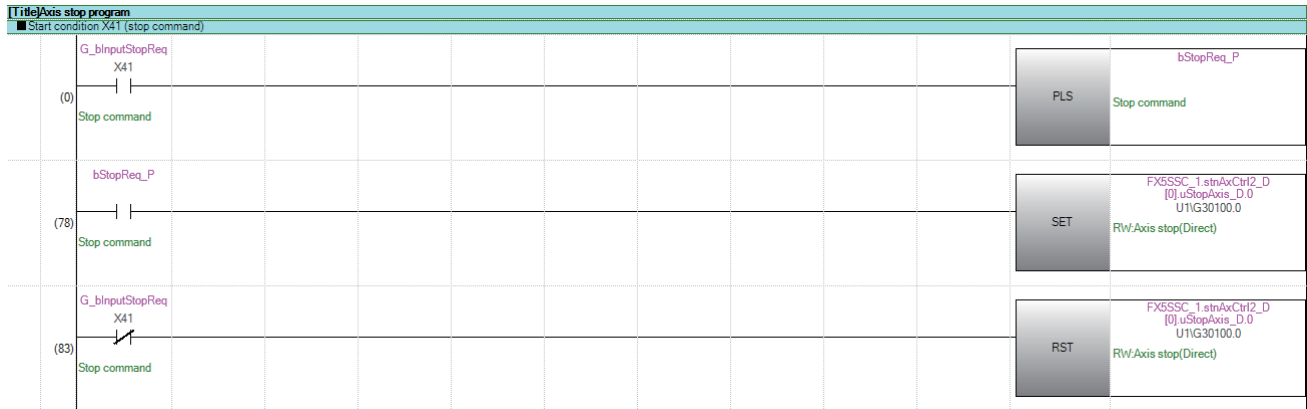 [Title]Axis stop program
■Start condition X41 (stop command)
G_bInputStopReq
X41
(0)
Stop command
PLS
bStopReq_P
Stop command
bStopReq_P
(78)
Stop command
SET
FX5SSC_1.stnAxCtrl2_D
[0].uStopAxis_D.0
U1\G30100.0
RW:Axis stop(Direct)
G_bInputStopReq
X41
(83)
Stop command
RST
FX5SSC_1.stnAxCtrl2_D
[0].uStopAxis_D.0
U1\G30100.0
RW:Axis stop(Direct)